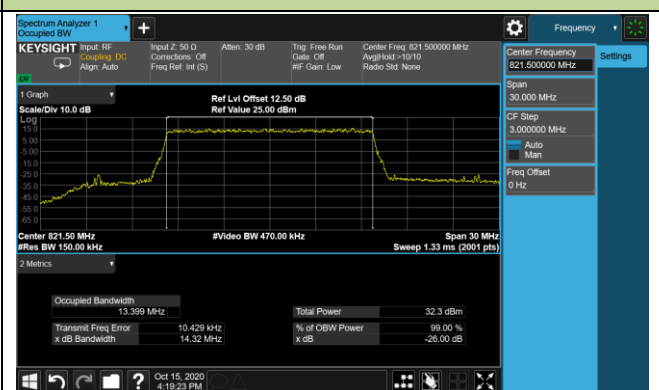 Spectrum Analyzer 1
Occupied BW
+
Frequency
KEYSIGHT
Input: RF
Coupling: DC
Align: Auto
Input Z: 50 Ω
Corrections: Off
Freq Ref: Int (S)
Atten: 30 dB
Trig: Free Run
Gate: Off
#IF Gain: Low
Center Freq: 821.500000 MHz
Avg|Hold:>10/10
Radio Std: None
Center Frequency
821.500000 MHz
Settings
Span
30.000 MHz
CF Step
3.000000 MHz
Auto
Man
Freq Offset
0 Hz
1 Graph
Scale/Div 10.0 dB
Ref Lvl Offset 12.50 dB
Ref Value 25.00 dBm
Log
15.0
5.00
-5.00
-15.0
-25.0
-35.0
-45.0
-55.0
-65.0
Center 821.50 MHz
#Video BW 470.00 kHz
Span 30 MHz
#Res BW 150.00 kHz
Sweep 1.33 ms (2001 pts)
2 Metrics
Occupied Bandwidth
13.399 MHz
Total Power 32.3 dBm
Transmit Freq Error 10.429 kHz
% of OBW Power 99.00 %
x dB Bandwidth 14.32 MHz
x dB -26.00 dB
?
Oct 15, 2020
4:19:23 PM